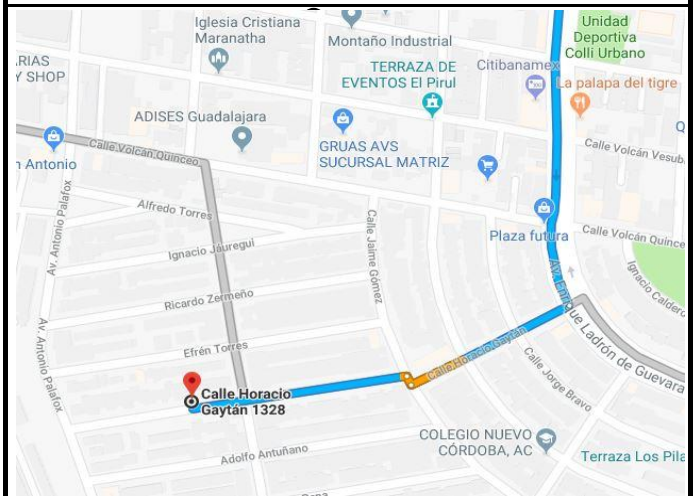 Iglesia Cristiana
Maranatha
Montaño Industrial
Unidad
Deportiva
Colli Urbano
ARIAS
Y SHOP
TERRAZA DE
EVENTOS El Pirul
Citibanamex
La palapa del tigre
ADISES Guadalajara
GRUAS AVS
SUCURSAL MATRIZ
Calle Volcán Quinceo
n Antonio
Calle Volcán Vesub
Q
Alfredo Torres
Av. Antonio Palafox
Calle Jaime Gómez
Plaza futura
Calle Volcán Quince
Ignacio Jáuregui
Ignacio Caldero
Ricardo Zermeño
Av. Enrique Ladrón de Guevara
Av. Antonio Palafox
Efrén Torres
Calle Horacio Gaytán
Calle Jorge Bravo
Calle Horacio
Gaytán 1328
COLEGIO NUEVO
CÓRDOBA, AC
Adolfo Antuñano
Terraza Los Pila